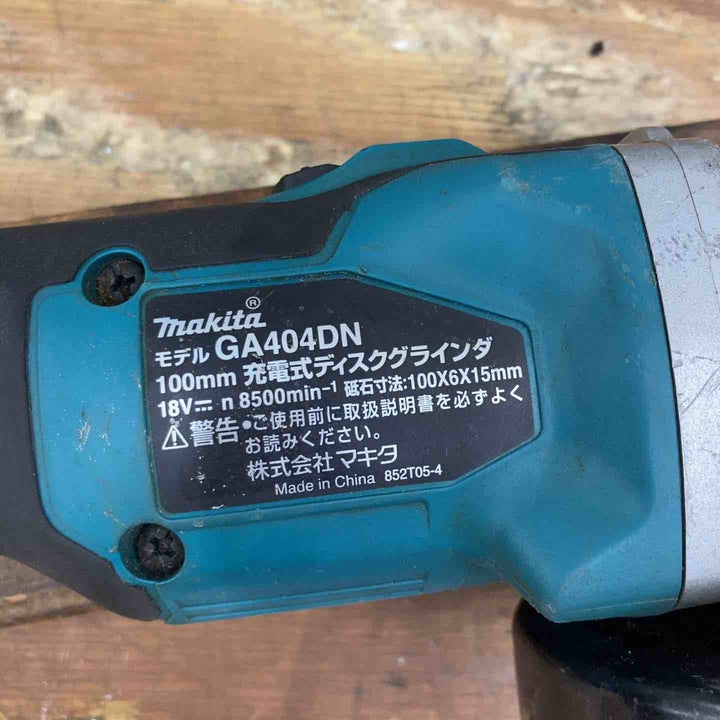 makita®
モデル GA404DN
100mm 充電式ディスクグラインダ
18V⎓ n 8500min⁻¹ 砥石寸法:100X6X15mm
⚠警告 ●ご使用前に取扱説明書を必ずよく
お読みください。
株式会社マキタ
Made in China 852T05-4